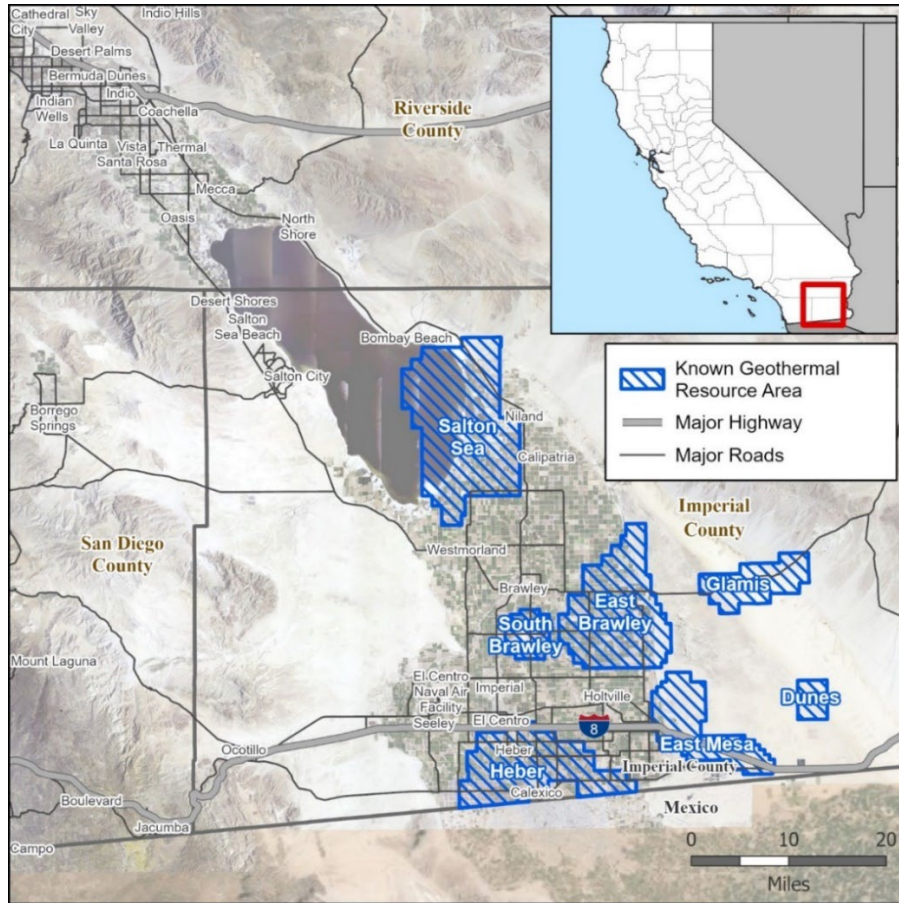 Cathedral
City
Sky
Valley
Indio Hills
Desert Palms
Bermuda Dunes
Indian
Wells
Indio
Coachella
La Quinta
Vista
Santa Rosa
Thermal
Mecca
Oasis
North
Shore
Riverside
County
Desert Shores
Salton
Sea Beach
Bombay Beach
Salton City
Borrego
Springs
Niland
Salton
Sea
Calipatria
Known Geothermal
Resource Area
Major Highway
Major Roads
San Diego
County
Imperial
County
Westmorland
Brawley
Glamis
East
Brawley
South
Brawley
Mount Laguna
El Centro
Naval Air
Facility
Seeley
Imperial
Holtville
Dunes
El Centro
8
Ocotillo
Heber
Heber
East Mesa
Imperial County
Calexico
Mexico
Boulevard
Jacumba
Campo
0
10
20
Miles